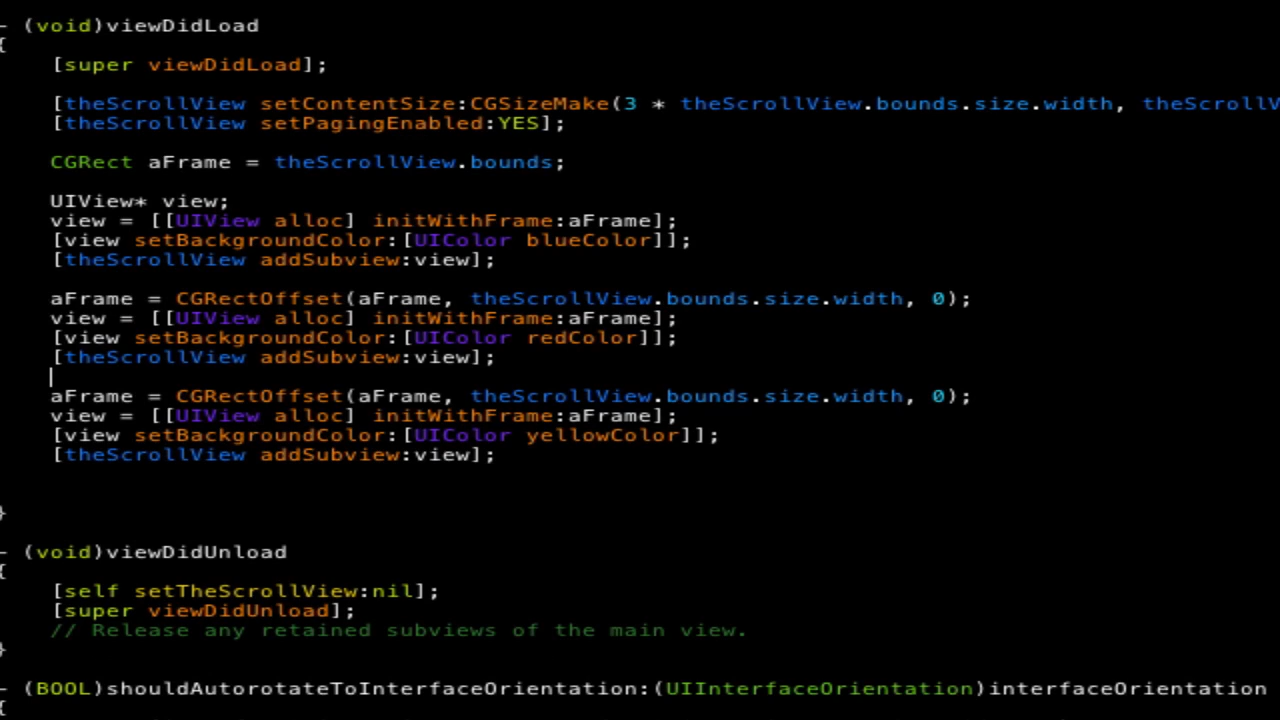 - (void)viewDidLoad
{
[super viewDidLoad];
[theScrollView setContentSize:CGSizeMake(3 * theScrollView.bounds.size.width, theScrollV
[theScrollView setPagingEnabled:YES];
CGRect aFrame = theScrollView.bounds;
UIView* view;
view = [[UIView alloc] initWithFrame:aFrame];
[view setBackgroundColor:[UIColor blueColor]];
[theScrollView addSubview:view];
aFrame = CGRectOffset(aFrame, theScrollView.bounds.size.width, 0);
view = [[UIView alloc] initWithFrame:aFrame];
[view setBackgroundColor:[UIColor redColor]];
[theScrollView addSubview:view];
aFrame = CGRectOffset(aFrame, theScrollView.bounds.size.width, 0);
view = [[UIView alloc] initWithFrame:aFrame];
[view setBackgroundColor:[UIColor yellowColor]];
[theScrollView addSubview:view];
}
- (void)viewDidUnload
{
[self setTheScrollView:nil];
[super viewDidUnload];
// Release any retained subviews of the main view.
}
- (BOOL)shouldAutorotateToInterfaceOrientation:(UIInterfaceOrientation)interfaceOrientation
{